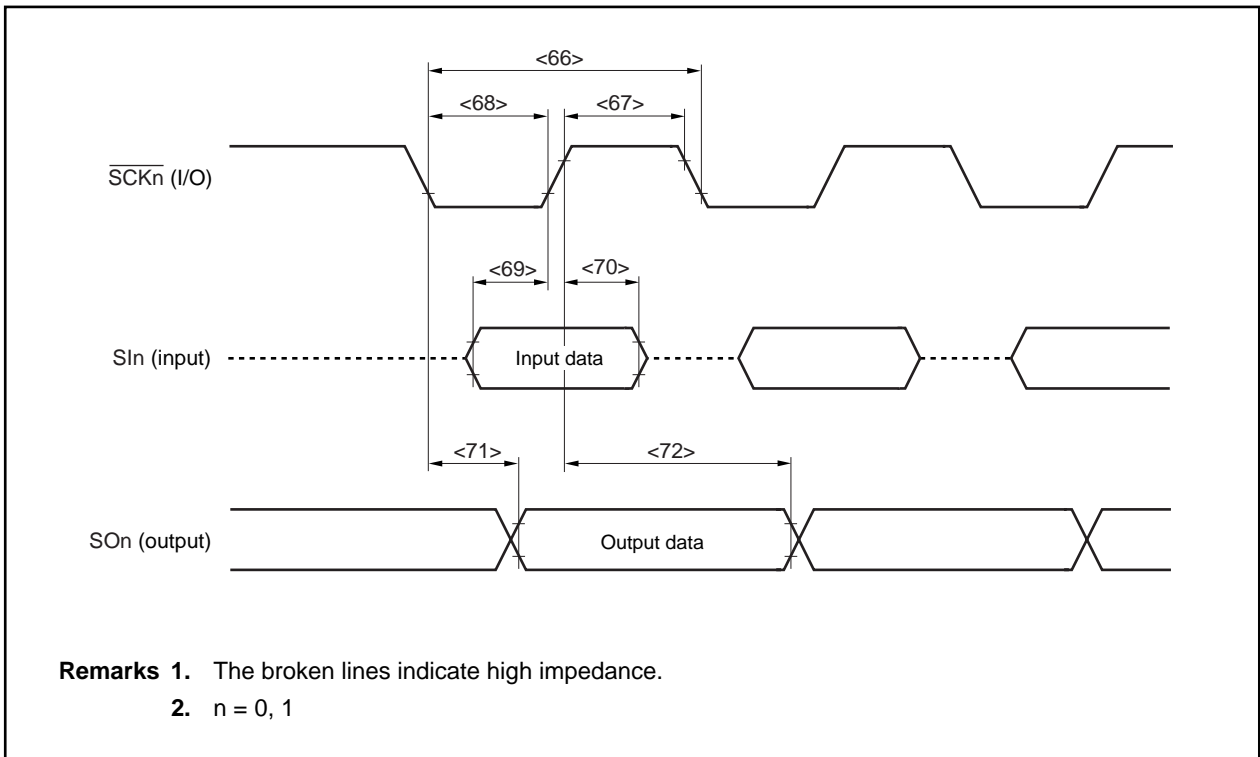 <66>
<68> <67>
SCKn (I/O)
<69> <70>
SIn (input) Input data
<71> <72>
SOn (output) Output data
Remarks 1. The broken lines indicate high impedance.
2. n = 0, 1